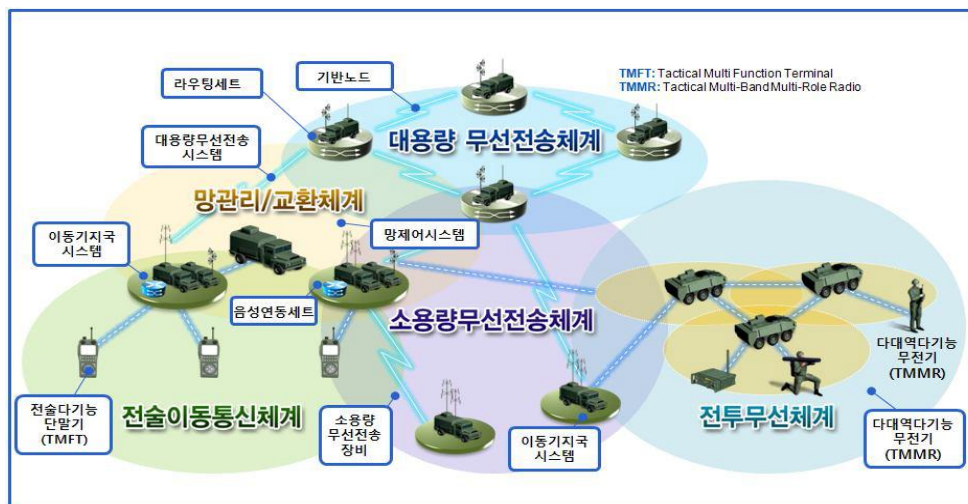 라우팅세트
기반노드
TMFT: Tactical Multi Function Terminal
TMMR: Tactical Multi-Band Multi-Role Radio
대용량 무선전송체계
대용량무선전송
시스템
망관리/교환체계
이동기지국
시스템
망제어시스템
음성연동세트
소용량무선전송체계
다대역다기능
무전기
(TMMR)
전술다기능
단말기
(TMFT)
전술이동통신체계
소용량
무선전송
장비
이동기지국
시스템
전투무선체계
다대역다기능
무전기
(TMMR)